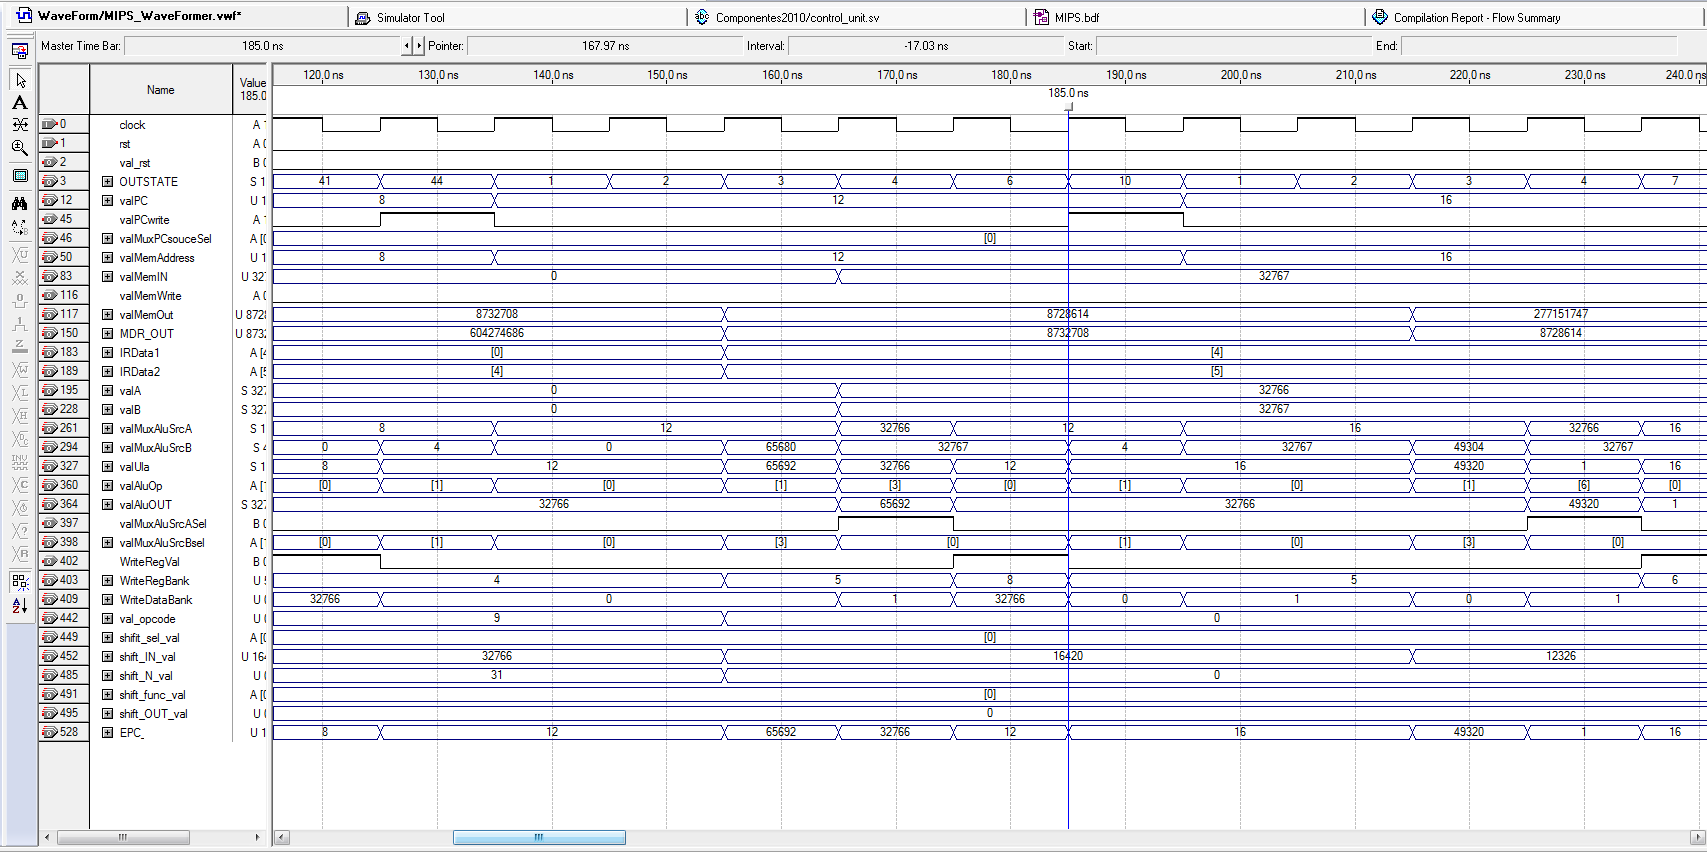 WaveForm/MIPS_WaveFormer.vwf*	Simulator Tool	Componentes2010/control_unit.sv	MIPS.bdf	Compilation Report - Flow Summary
Master Time Bar: 185.0 ns Pointer: 167.97 ns Interval: -17.03 ns Start: End:
Name Value 185.0
120.0 ns 130.0 ns 140.0 ns 150.0 ns 160.0 ns 170.0 ns 180.0 ns 190.0 ns 200.0 ns 210.0 ns 220.0 ns 230.0 ns 240.0 ns
185.0 ns
0 clock A
1 rst A
2 val_rst B
3 OUTSTATE S 1 41 44 1 2 3 4 6 10 1 2 3 4 7
12 valPC U 1 8 12 16
45 valPCwrite A
46 valMuxPCsouceSel A [0]
50 valMemAddress U 1 8 12 16
83 valMemIN U 32 0 32767
116 valMemWrite A
117 valMemOut U 872 8732708 8728614 277151747
150 MDR_OUT U 873 604274686 8732708 8728614
183 IRData1 A [0] [4]
189 IRData2 A [4] [5]
195 valA S 32 0 32766
228 valB S 32 0 32767
261 valMuxAluSrcA S 1 8 12 32766 12 16 32766 16
294 valMuxAluSrcB S 0 4 0 65680 32767 4 32767 49304 32767
327 valUla S 1 8 12 65692 32766 12 16 49320 1 16
360 valAluOp A [0] [1] [0] [1] [3] [0] [1] [0] [1] [6] [0]
364 valAluOUT S 32 32766 65692 32766 49320 1
397 valMuxAluSrcASel B
398 valMuxAluSrcBsel A [0] [1] [0] [3] [0] [1] [0] [3] [0]
402 WriteRegVal B
403 WriteRegBank U 4 5 8 5 6
409 WriteDataBank U 32766 0 1 32766 0 1 0 1
442 val_opcode U 9 0
449 shifit_sel_val A [0]
452 shift_IN_val U 16 32766 16420 12326
485 shift_N_val U 31 0
491 shift_func_val A [0]
495 shift_OUT_val U 0
528 EPC_ U 1 8 12 65692 32766 12 16 49320 1 16